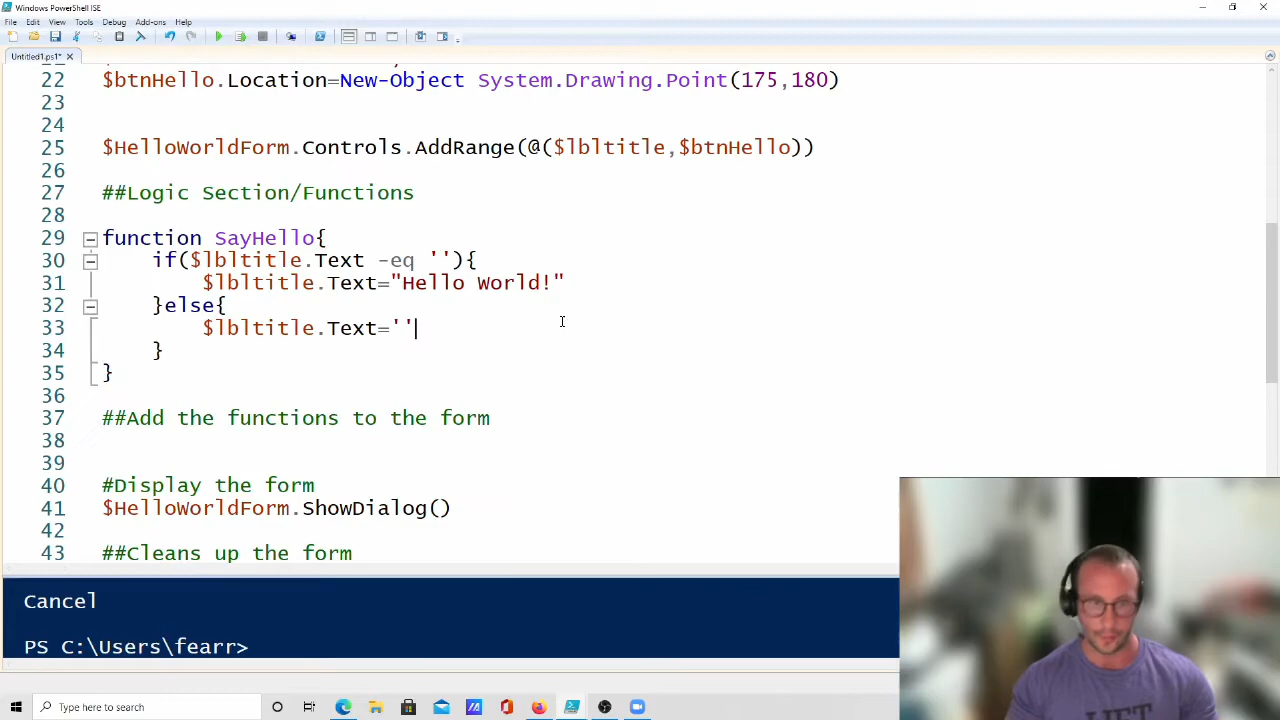 Windows PowerShell ISE
File Edit View Tools Debug Add-ons Help
Untitled1.ps1* X
22 $btnHello.Location=New-Object System.Drawing.Point(175,180)
23
24
25 $HelloWorldForm.Controls.AddRange(@($lbltitle,$btnHello))
26
27 ##Logic Section/Functions
28
29 function SayHello{
30 if($lbltitle.Text -eq ''){
31 $lbltitle.Text="Hello World!"
32 }else{
33 $lbltitle.Text=''
34 }
35 }
36
37 ##Add the functions to the form
38
39
40 #Display the form
41 $HelloWorldForm.ShowDialog()
42
43 ##Cleans up the form
Cancel
PS C:\Users\fearr>
Type here to search